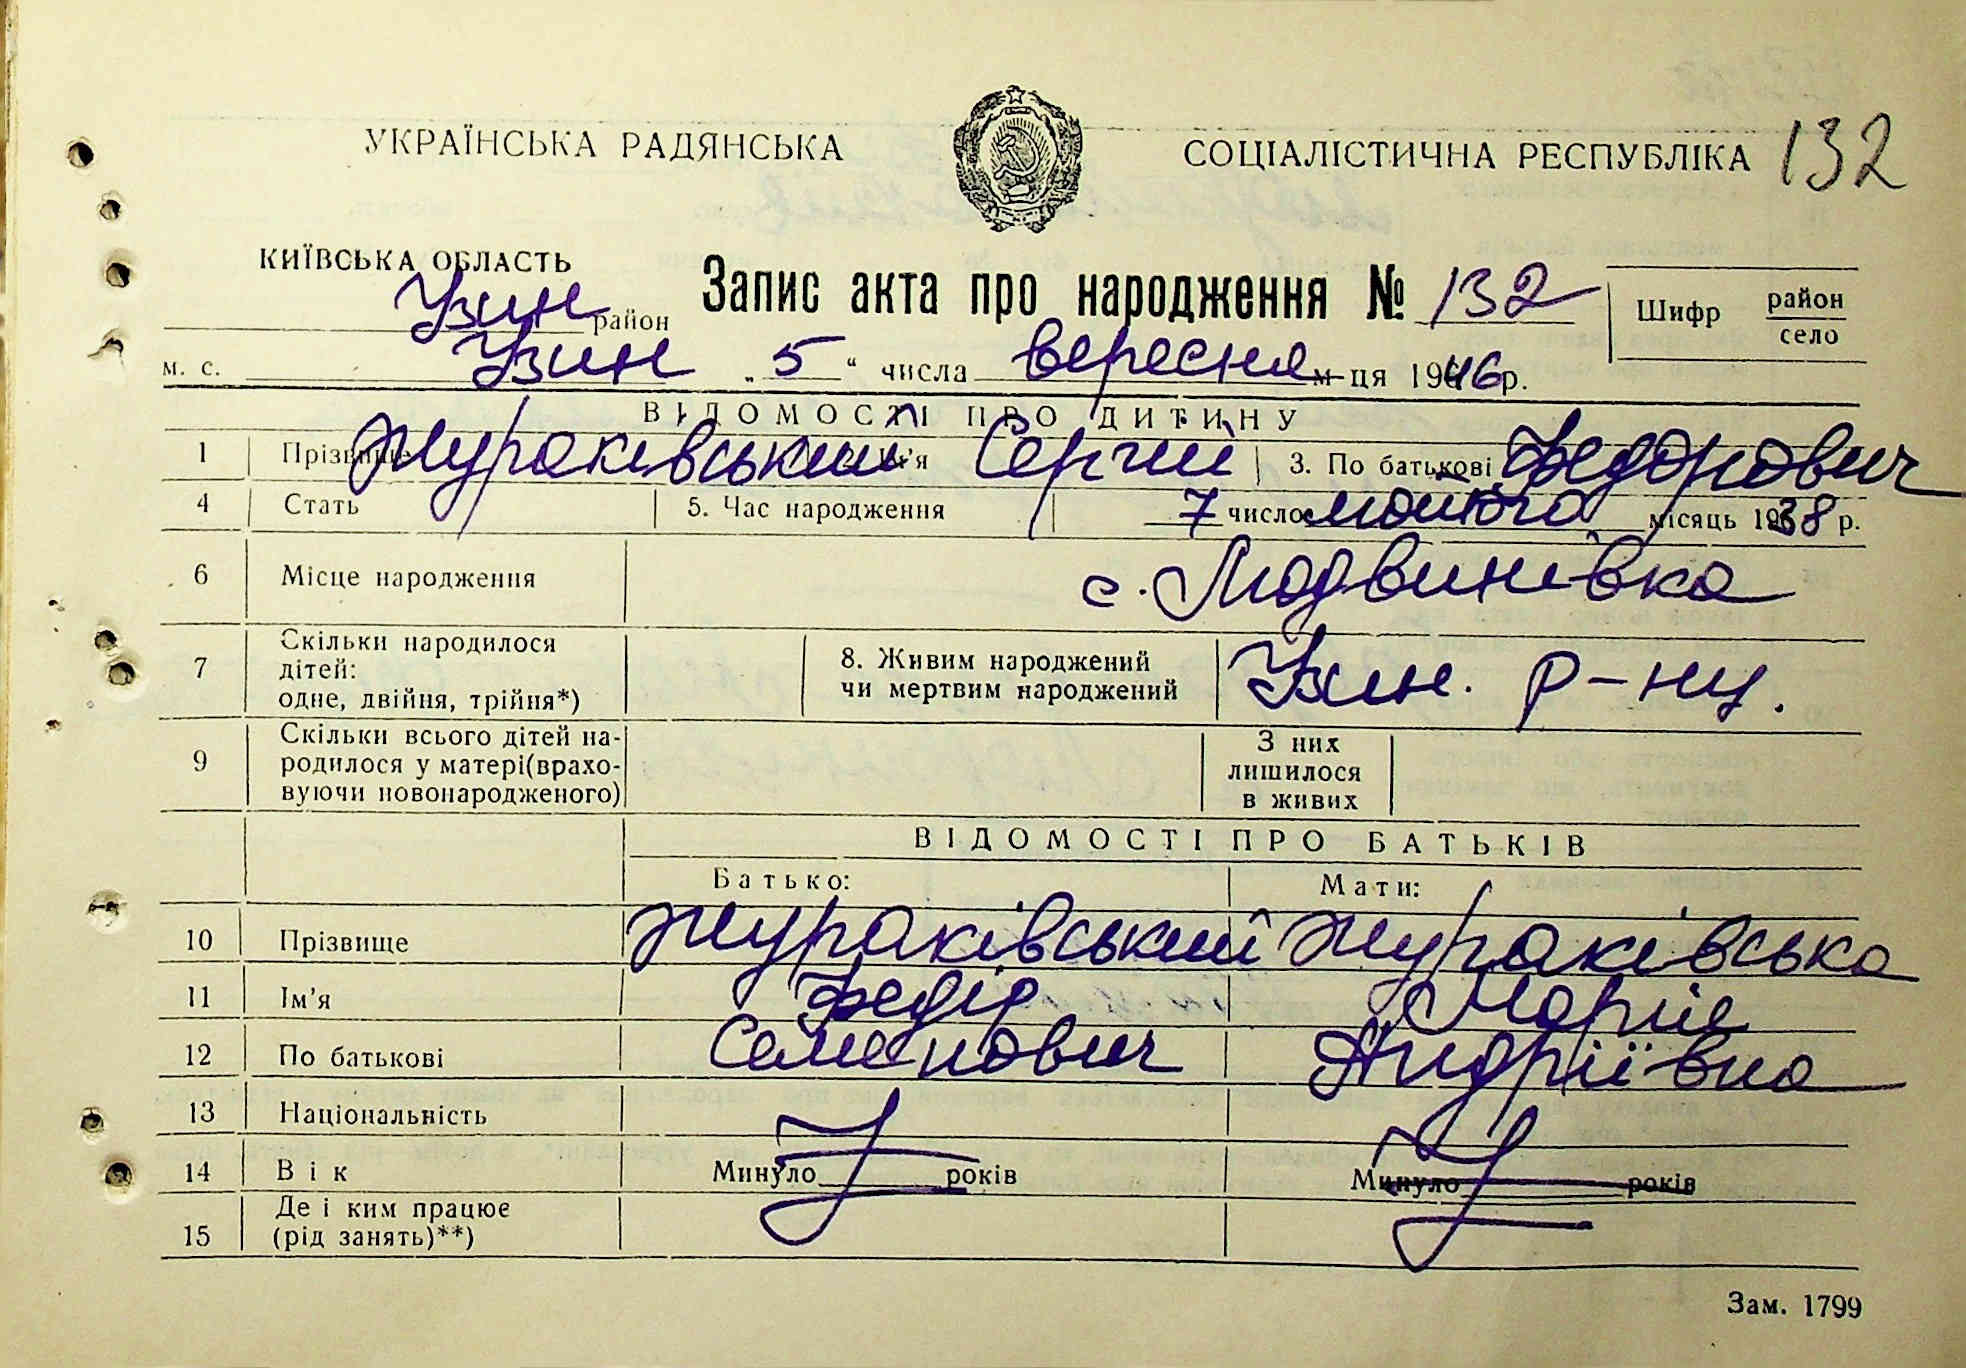 132
УКРАЇНСЬКА РАДЯНСЬКА СОЦІАЛІСТИЧНА РЕСПУБЛІКА
КИЇВСЬКА ОБЛАСТЬ
Узин район
Запис акта про народження № 132
Шифр район село
м. с. Узин „5“ числа вересня м-ця 1946 р.
ВІДОМОСТІ ПРО ДИТИНУ
1 Прізвище Жураківський Ім'я Сергій 3. По батькові Федорович
4 Стать 5. Час народження 7 число лютого місяць 1938 р.
6 Місце народження с. Людвинівка
7 Скільки народилося дітей: одне, двійня, трійня*) 8. Живим народжений чи мертвим народжений Узин. р-ну.
9 Скільки всього дітей народилося у матері(враховуючи новонародженого) З них лишилося в живих
ВІДОМОСТІ ПРО БАТЬКІВ
Батько: Мати:
10 Прізвище Жураківський Жураківська
11 Ім'я Федір Марія
12 По батькові Семенович Андріївна
13 Національність
14 Вік Минуло років Минуло років
15 Де і ким працює (рід занять)**)
Зам. 1799